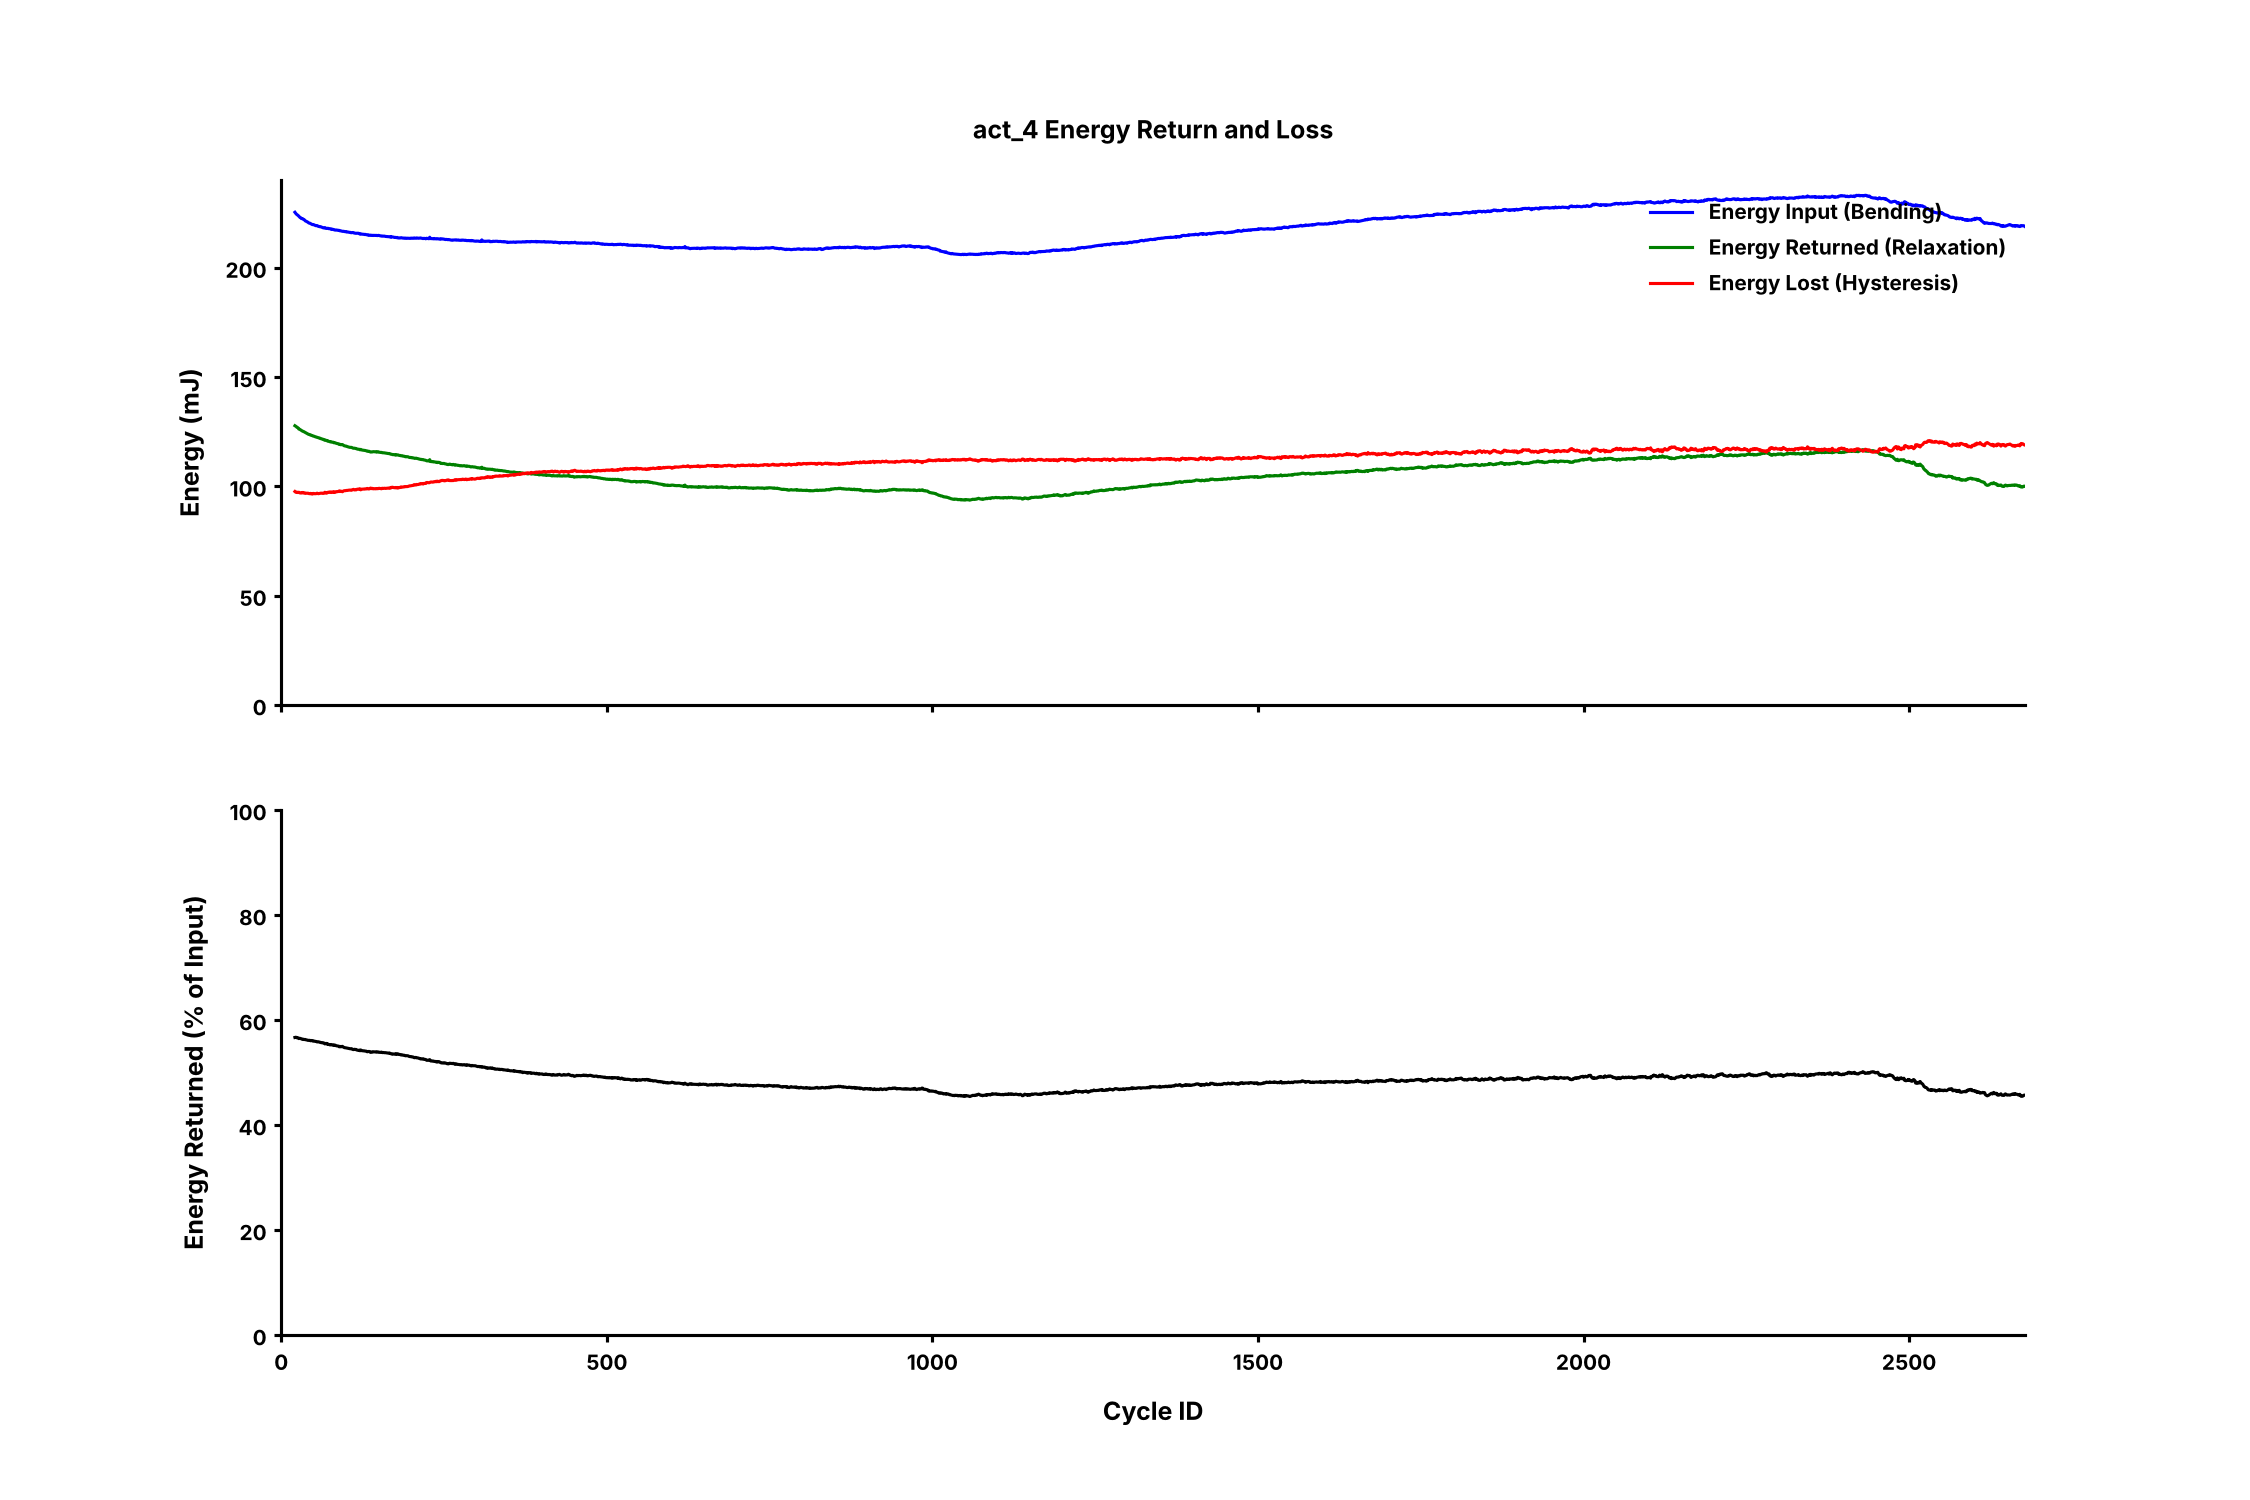 act_4 Energy Return and Loss
Energy (mJ)
200
150
100
50
0
Energy Input (Bending)
Energy Returned (Relaxation)
Energy Lost (Hysteresis)
Energy Returned (% of Input)
100
80
60
40
20
0
0 500 1000 1500 2000 2500
Cycle ID